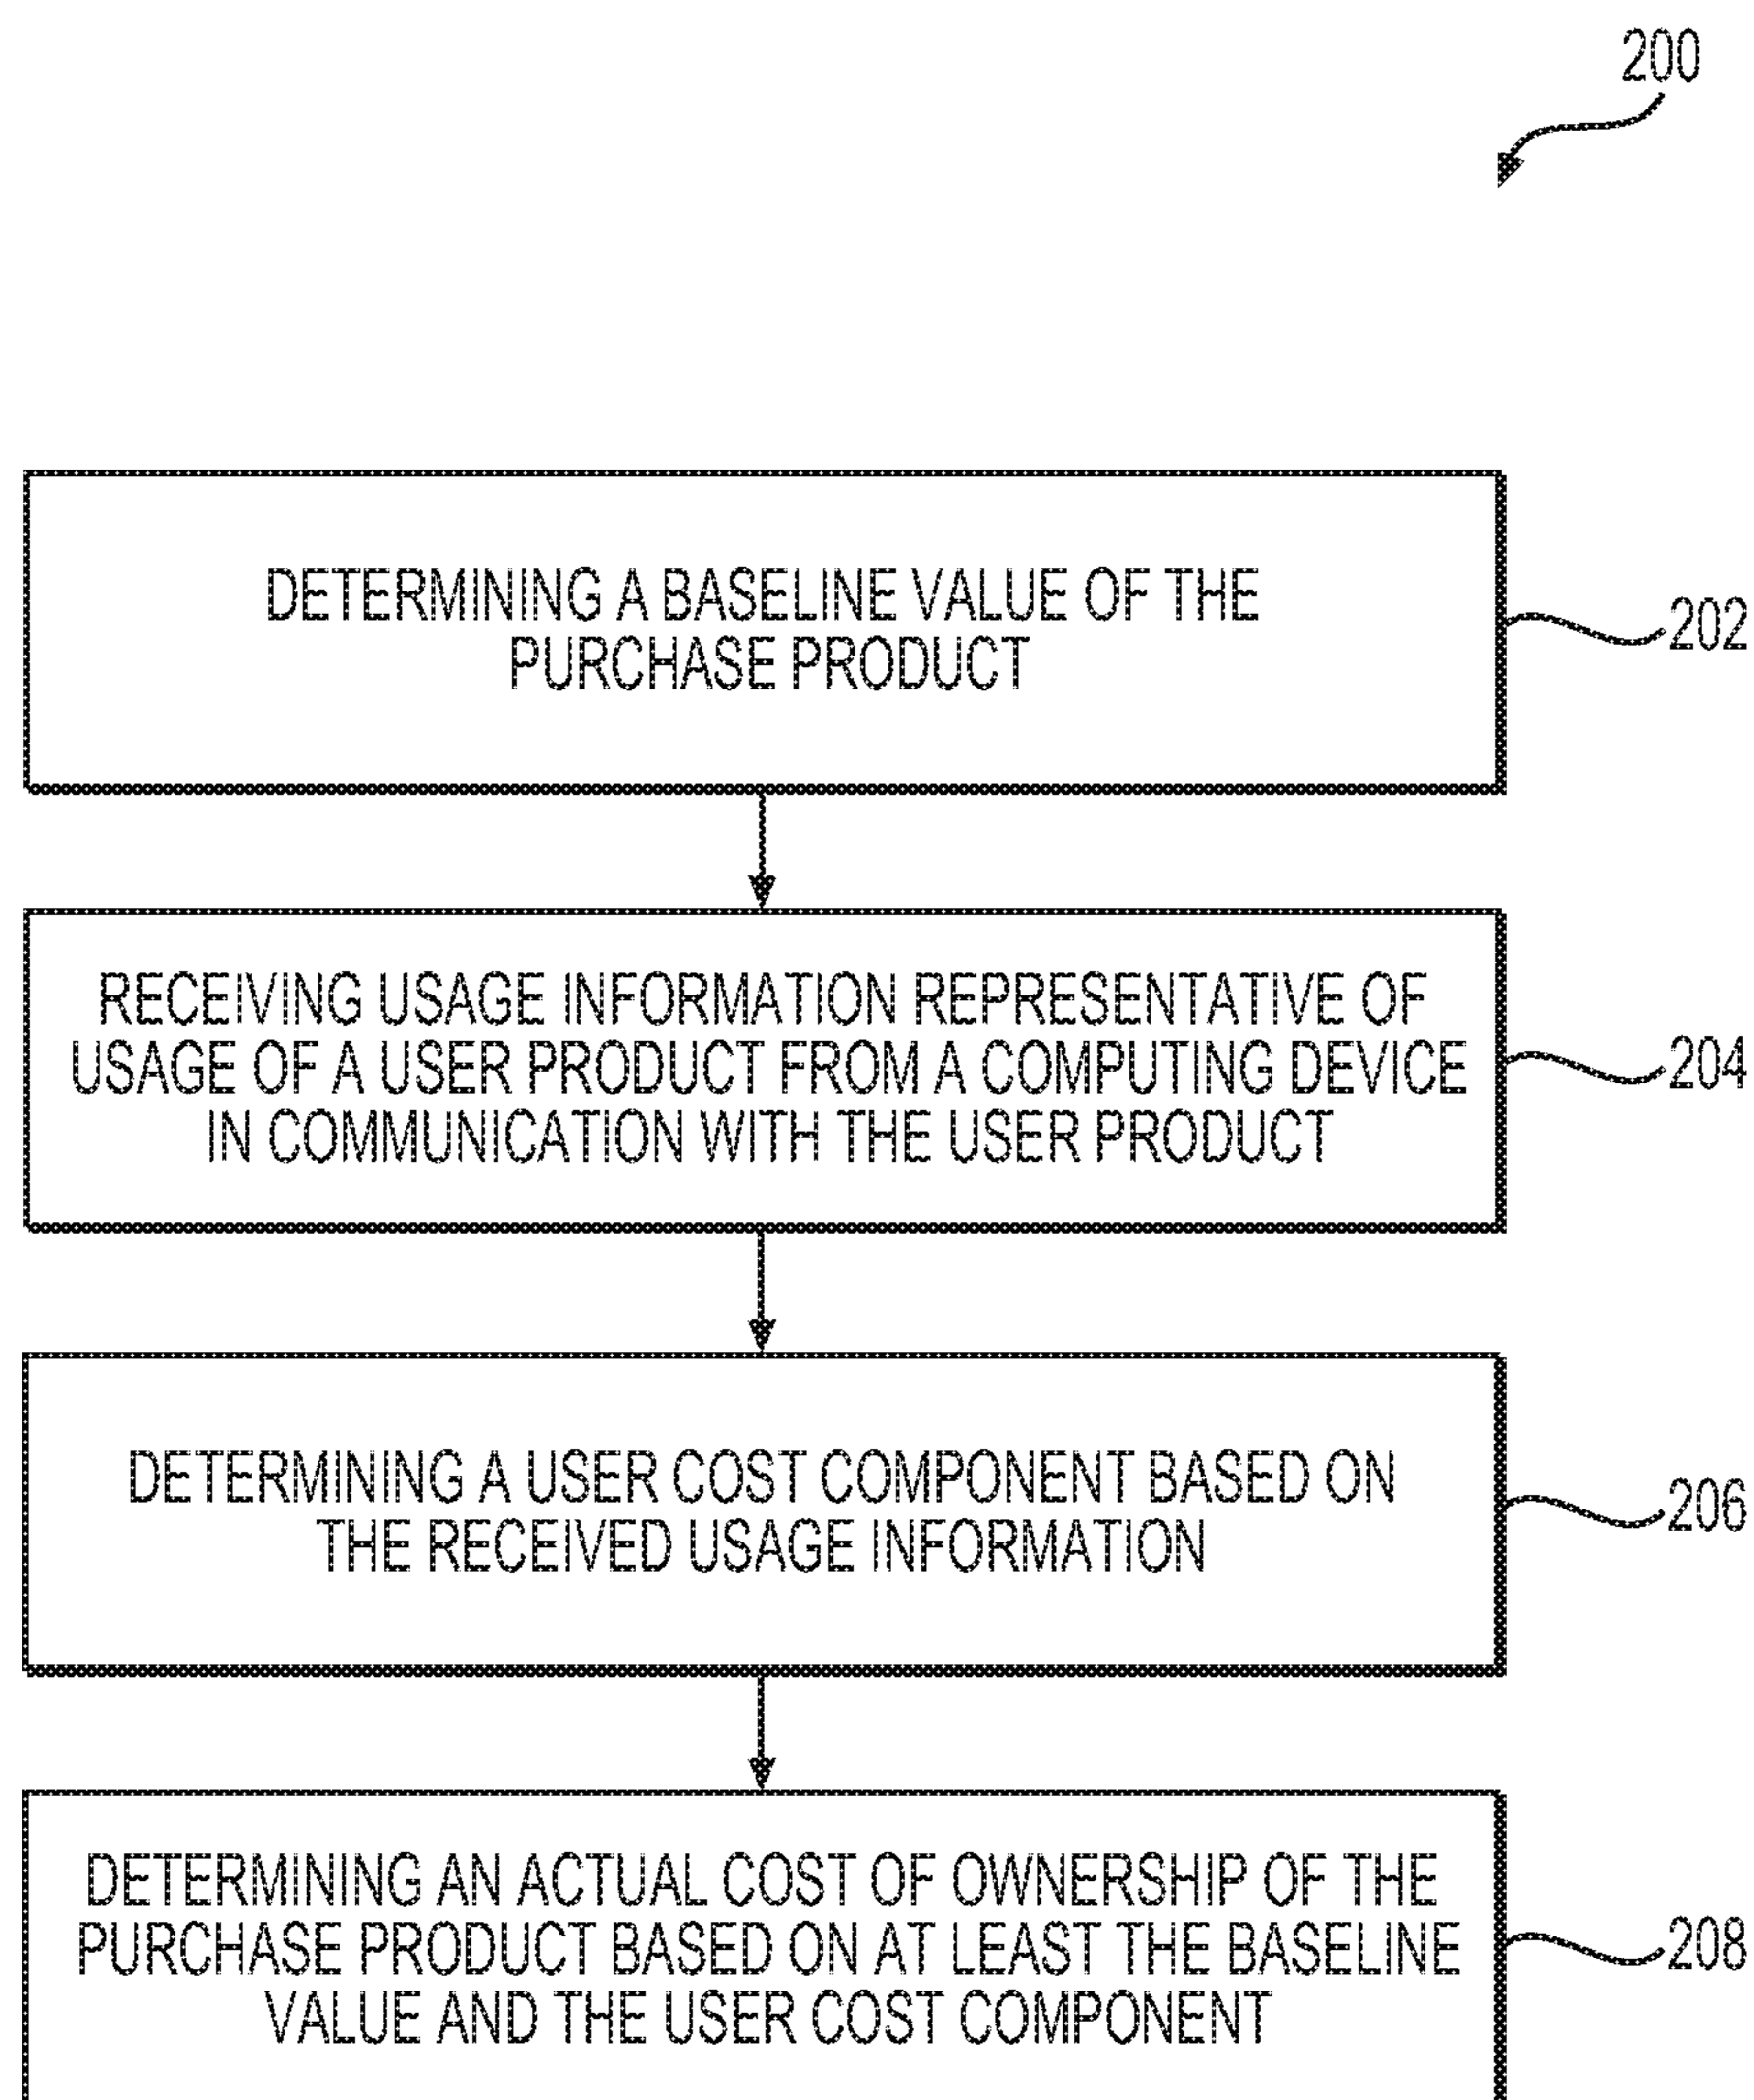 200
DETERMINING A BASELINE VALUE OF THE
PURCHASE PRODUCT
202
RECEIVING USAGE INFORMATION REPRESENTATIVE OF
USAGE OF A USER PRODUCT FROM A COMPUTING DEVICE
IN COMMUNICATION WITH THE USER PRODUCT
204
DETERMINING A USER COST COMPONENT BASED ON
THE RECEIVED USAGE INFORMATION
206
DETERMINING AN ACTUAL COST OF OWNERSHIP OF THE
PURCHASE PRODUCT BASED ON AT LEAST THE BASELINE
VALUE AND THE USER COST COMPONENT
208